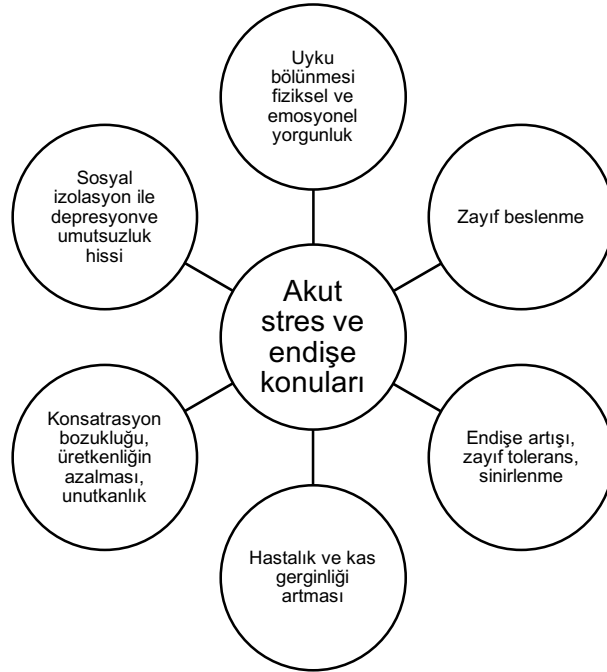 Uyku
bölünmesi
fiziksel ve
emosyonel
yorgunluk
Zayıf beslenme
Endişe artışı,
zayıf tolerans,
sinirlenme
Hastalık ve kas
gerginliği
artması
Konsatrasyon
bozukluğu,
üretkenliğin
azalması,
unutkanlık
Sosyal
izolasyon ile
depresyonve
umutsuzluk
hissi
Akut
stres ve
endişe
konuları